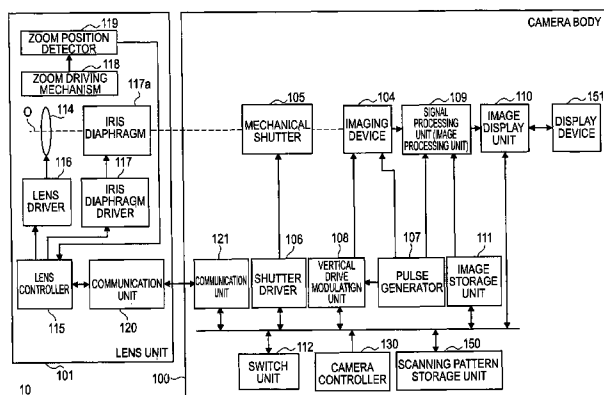 119
ZOOM POSITION
DETECTOR
118
ZOOM DRIVING
MECHANISM
O
114
117a
IRIS
DIAPHRAGM
116
LENS
DRIVER
117
IRIS
DIAPHRAGM
DRIVER
LENS
CONTROLLER
115
COMMUNICATION
UNIT
120
LENS UNIT
101
10
100
CAMERA BODY
105
MECHANICAL
SHUTTER
104
IMAGING
DEVICE
109
SIGNAL
PROCESSING
UNIT (IMAGE
PROCESSING UNIT)
110
IMAGE
DISPLAY
UNIT
151
DISPLAY
DEVICE
121
COMMUNICATION
UNIT
106
SHUTTER
DRIVER
108
VERTICAL
DRIVE
MODULATION
UNIT
107
PULSE
GENERATOR
111
IMAGE
STORAGE
UNIT
112
SWITCH
UNIT
130
CAMERA
CONTROLLER
150
SCANNING PATTERN
STORAGE UNIT